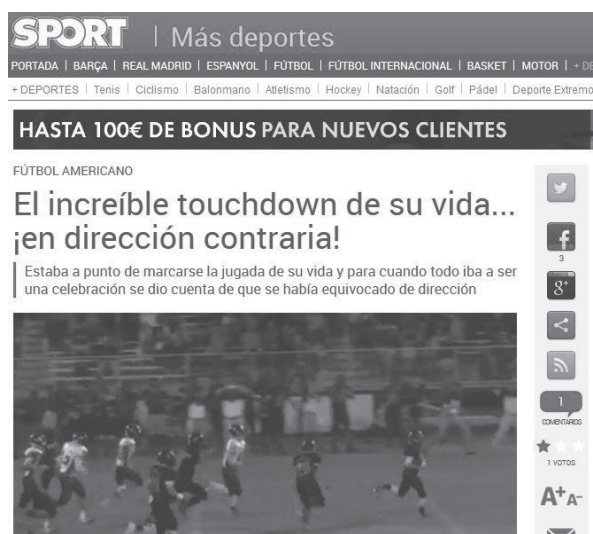 SPORT | Más deportes
PORTADA | BARÇA | REAL MADRID | ESPANYOL | FÚTBOL | FÚTBOL INTERNACIONAL | BASKET | MOTOR | + DE
+ DEPORTES | Tenis | Ciclismo | Balonmano | Atletismo | Hockey | Natación | Golf | Pádel | Deporte Extremo
HASTA 100€ DE BONUS PARA NUEVOS CLIENTES
FÚTBOL AMERICANO
El increíble touchdown de su vida...
¡en dirección contraria!
Estaba a punto de marcarse la jugada de su vida y para cuando todo iba a ser
una celebración se dio cuenta de que se había equivocado de dirección
f
3
g+
1
COMENTARIOS
1 VOTOS
A+ A-